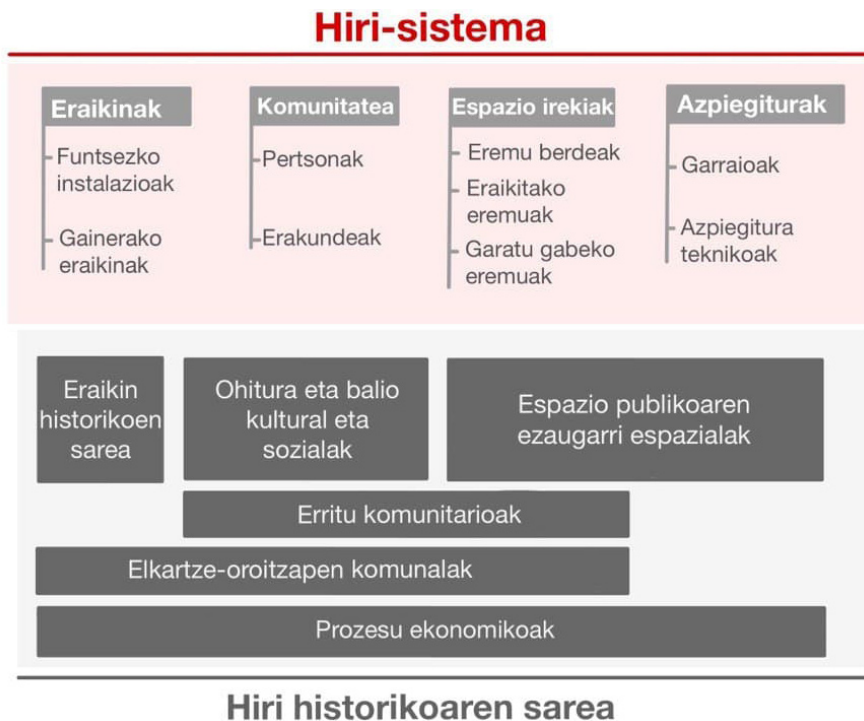 Hiri-sistema
Eraikinak
Funtsezko
instalazioak
Gainerako
eraikinak
Komunitatea
Pertsonak
Erakundeak
Espazio irekiak
Eremu berdeak
Eraikitako
eremuak
Garatu gabeko
eremuak
Azpiegiturak
Garraioak
Azpiegitura
teknikoak
Eraikin
historikoen
sarea
Ohitura eta balio
kultural eta
sozialak
Espazio publikoaren
ezaugarri espazialak
Erritu komunitarioak
Elkartze-oroitzapen komunalak
Prozesu ekonomikoak
Hiri historikoaren sarea